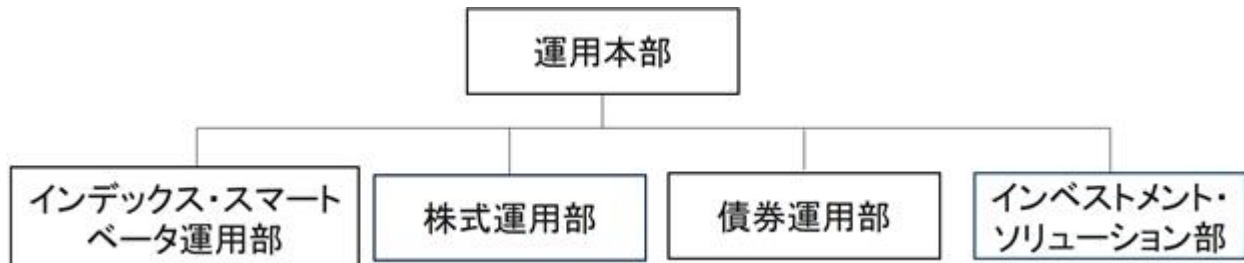 運用本部
インデックス・スマート
ベータ運用部
株式運用部
債券運用部
インベストメント・
ソリューション部